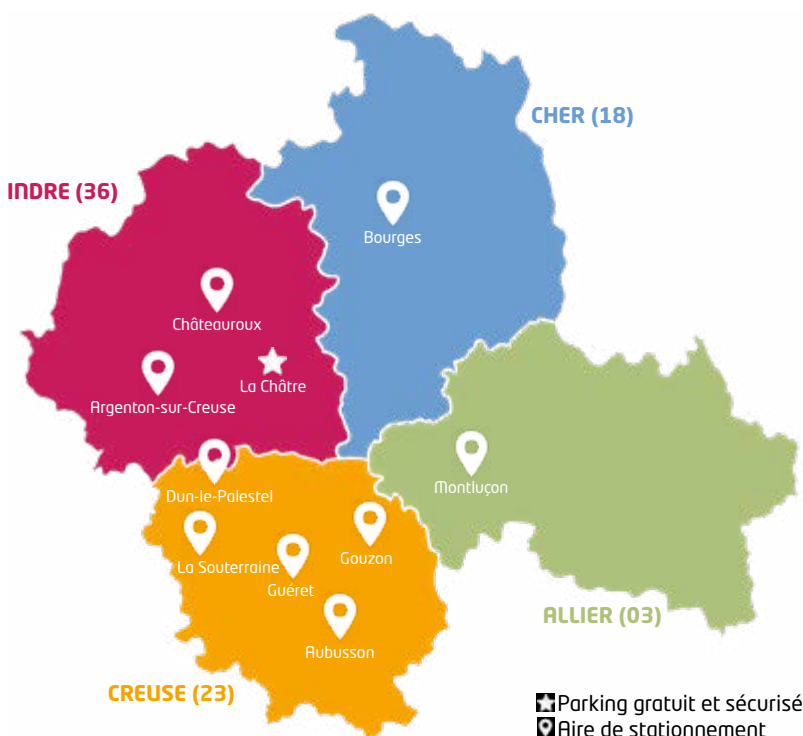 CHER (18)
INDRE (36)
Bourges
Châteauroux
La Châtre
Argenton-sur-Creuse
Montluçon
Dun-le-Palestel
Gouzon
La Souterraine
Guéret
ALLIER (03)
Aubusson
CREUSE (23)
Parking gratuit et sécurisé
Aire de stationnement